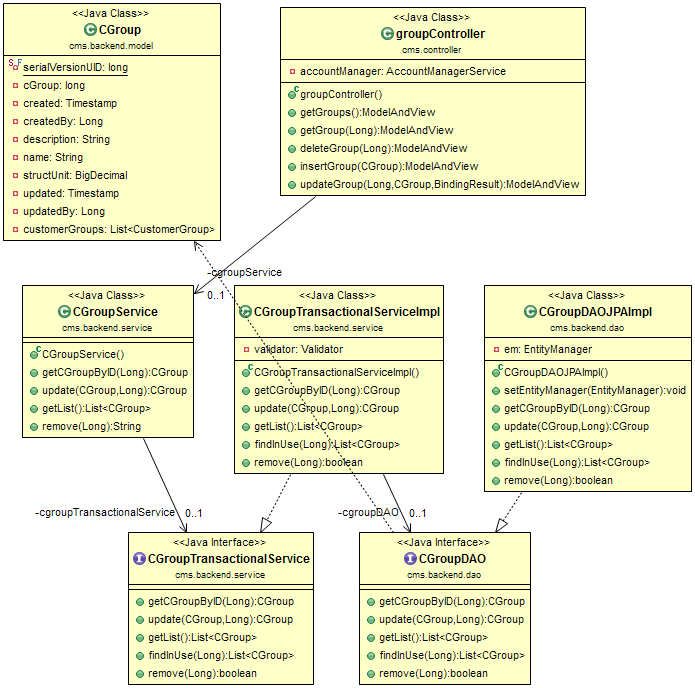 <<Java Class>>
CGroup
cms.backend.model
serialVersionUID: long
cGroup: long
created: Timestamp
createdBy: Long
description: String
name: String
structUnit: BigDecimal
updated: Timestamp
updatedBy: Long
customerGroups: List<CustomerGroup>
<<Java Class>>
groupController
cms.controller
accountManager: AccountManagerService
groupController()
getGroups():ModelAndView
getGroup(Long):ModelAndView
deleteGroup(Long):ModelAndView
insertGroup(CGroup):ModelAndView
updateGroup(Long,CGroup,BindingResult):ModelAndView
-cgroupService
0..1
<<Java Class>>
CGroupService
cms.backend.service
CGroupService()
getCGroupByID(Long):CGroup
update(CGroup,Long):CGroup
getList():List<CGroup>
remove(Long):String
<<Java Class>>
CGroupTransactionalServiceImpl
cms.backend.service
validator: Validator
CGroupTransactionalServiceImpl()
getCGroupByID(Long):CGroup
update(CGroup,Long):CGroup
getList():List<CGroup>
findInUse(Long):List<CGroup>
remove(Long):boolean
<<Java Class>>
CGroupDAOJPAImpl
cms.backend.dao
em: EntityManager
CGroupDAOJPAImpl()
setEntityManager(EntityManager):void
getCGroupByID(Long):CGroup
update(CGroup,Long):CGroup
getList():List<CGroup>
findInUse(Long):List<CGroup>
remove(Long):boolean
-cgroupTransactionalService
0..1
-cgroupDAO
0..1
<<Java Interface>>
CGroupTransactionalService
cms.backend.service
getCGroupByID(Long):CGroup
update(CGroup,Long):CGroup
getList():List<CGroup>
findInUse(Long):List<CGroup>
remove(Long):boolean
<<Java Interface>>
CGroupDAO
cms.backend.dao
getCGroupByID(Long):CGroup
update(CGroup,Long):CGroup
getList():List<CGroup>
findInUse(Long):List<CGroup>
remove(Long):boolean